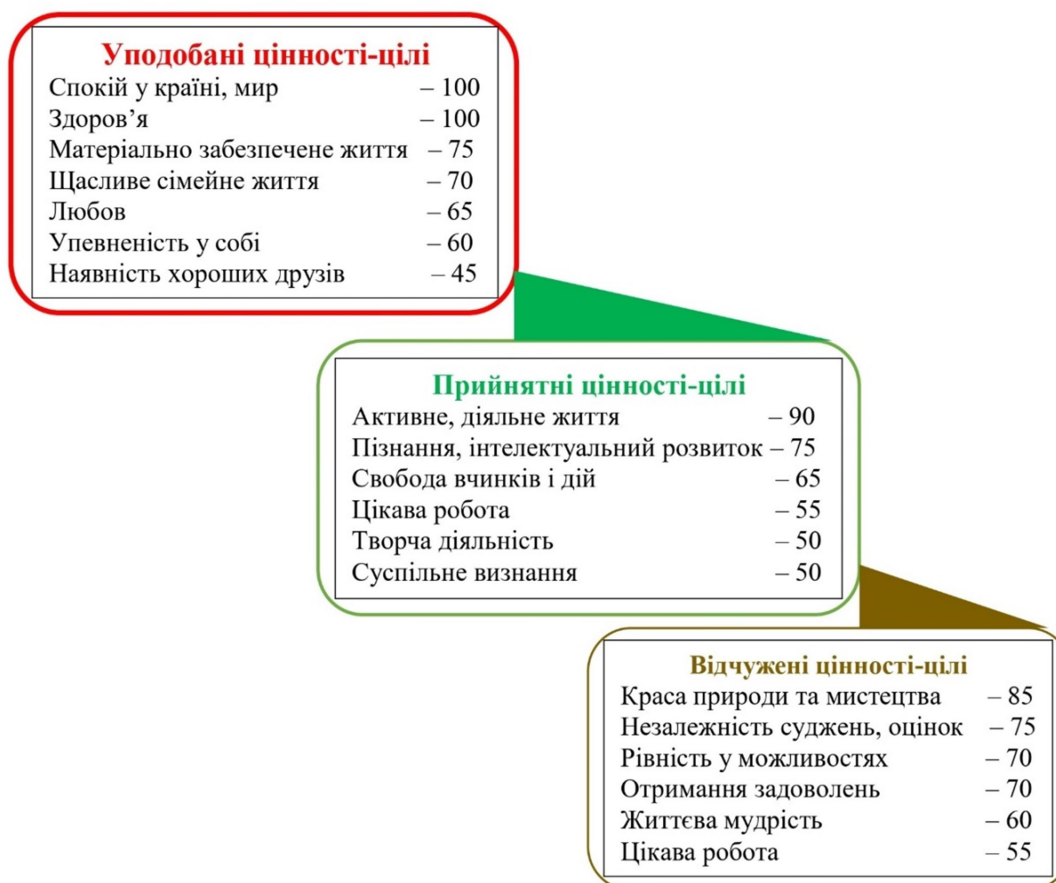 Уподобані цінності-цілі
Спокій у країні, мир – 100
Здоров’я – 100
Матеріально забезпечене життя – 75
Щасливе сімейне життя – 70
Любов – 65
Упевненість у собі – 60
Наявність хороших друзів – 45
Прийнятні цінності-цілі
Активне, діяльне життя – 90
Пізнання, інтелектуальний розвиток – 75
Свобода вчинків і дій – 65
Цікава робота – 55
Творча діяльність – 50
Суспільне визнання – 50
Відчужені цінності-цілі
Краса природи та мистецтва – 85
Незалежність суджень, оцінок – 75
Рівність у можливостях – 70
Отримання задоволень – 70
Життєва мудрість – 60
Цікава робота – 55